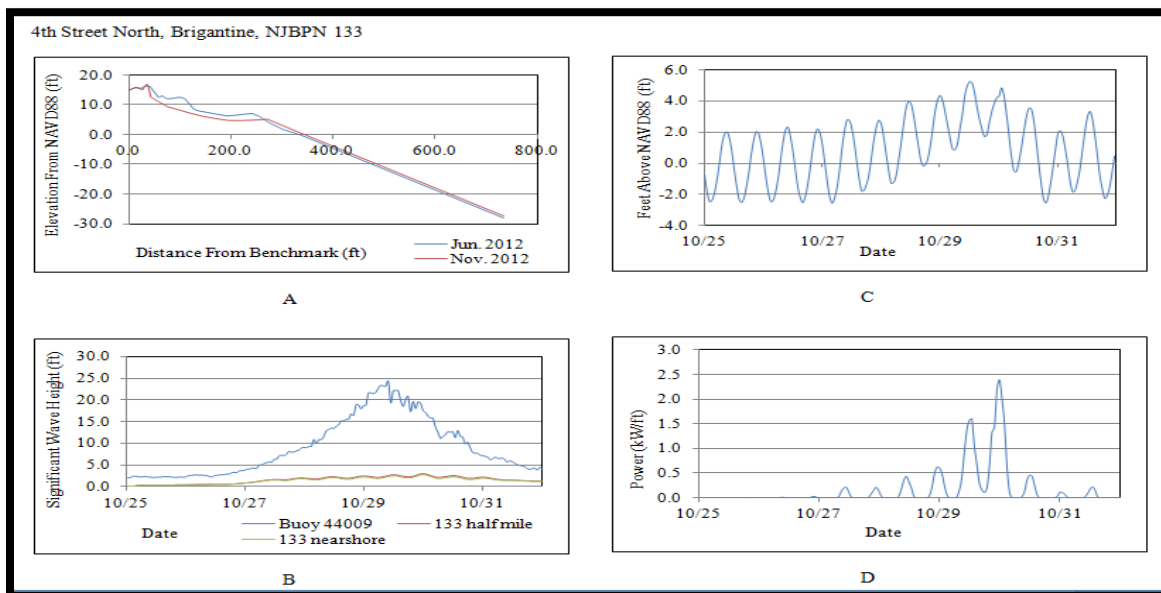 4th Street North, Brigantine, NJBPN 133
Elevation From NAVD88 (ft)
20.0
10.0
0.0
-10.0
-20.0
-30.0
0.0 200.0 400.0 600.0 800.0
Distance From Benchmark (ft)
Jun. 2012
Nov. 2012
A
Feet Above NAVD88 (ft)
6.0
4.0
2.0
0.0
-2.0
-4.0
10/25 10/27 10/29 10/31
Date
C
Significant Wave Height (ft)
30.0
25.0
20.0
15.0
10.0
5.0
0.0
10/25 10/27 10/29 10/31
Date
Buoy 44009 133 half mile
133 nearshore
B
Power (kW/ft)
3.0
2.5
2.0
1.5
1.0
0.5
0.0
10/25 10/27 10/29 10/31
Date
D